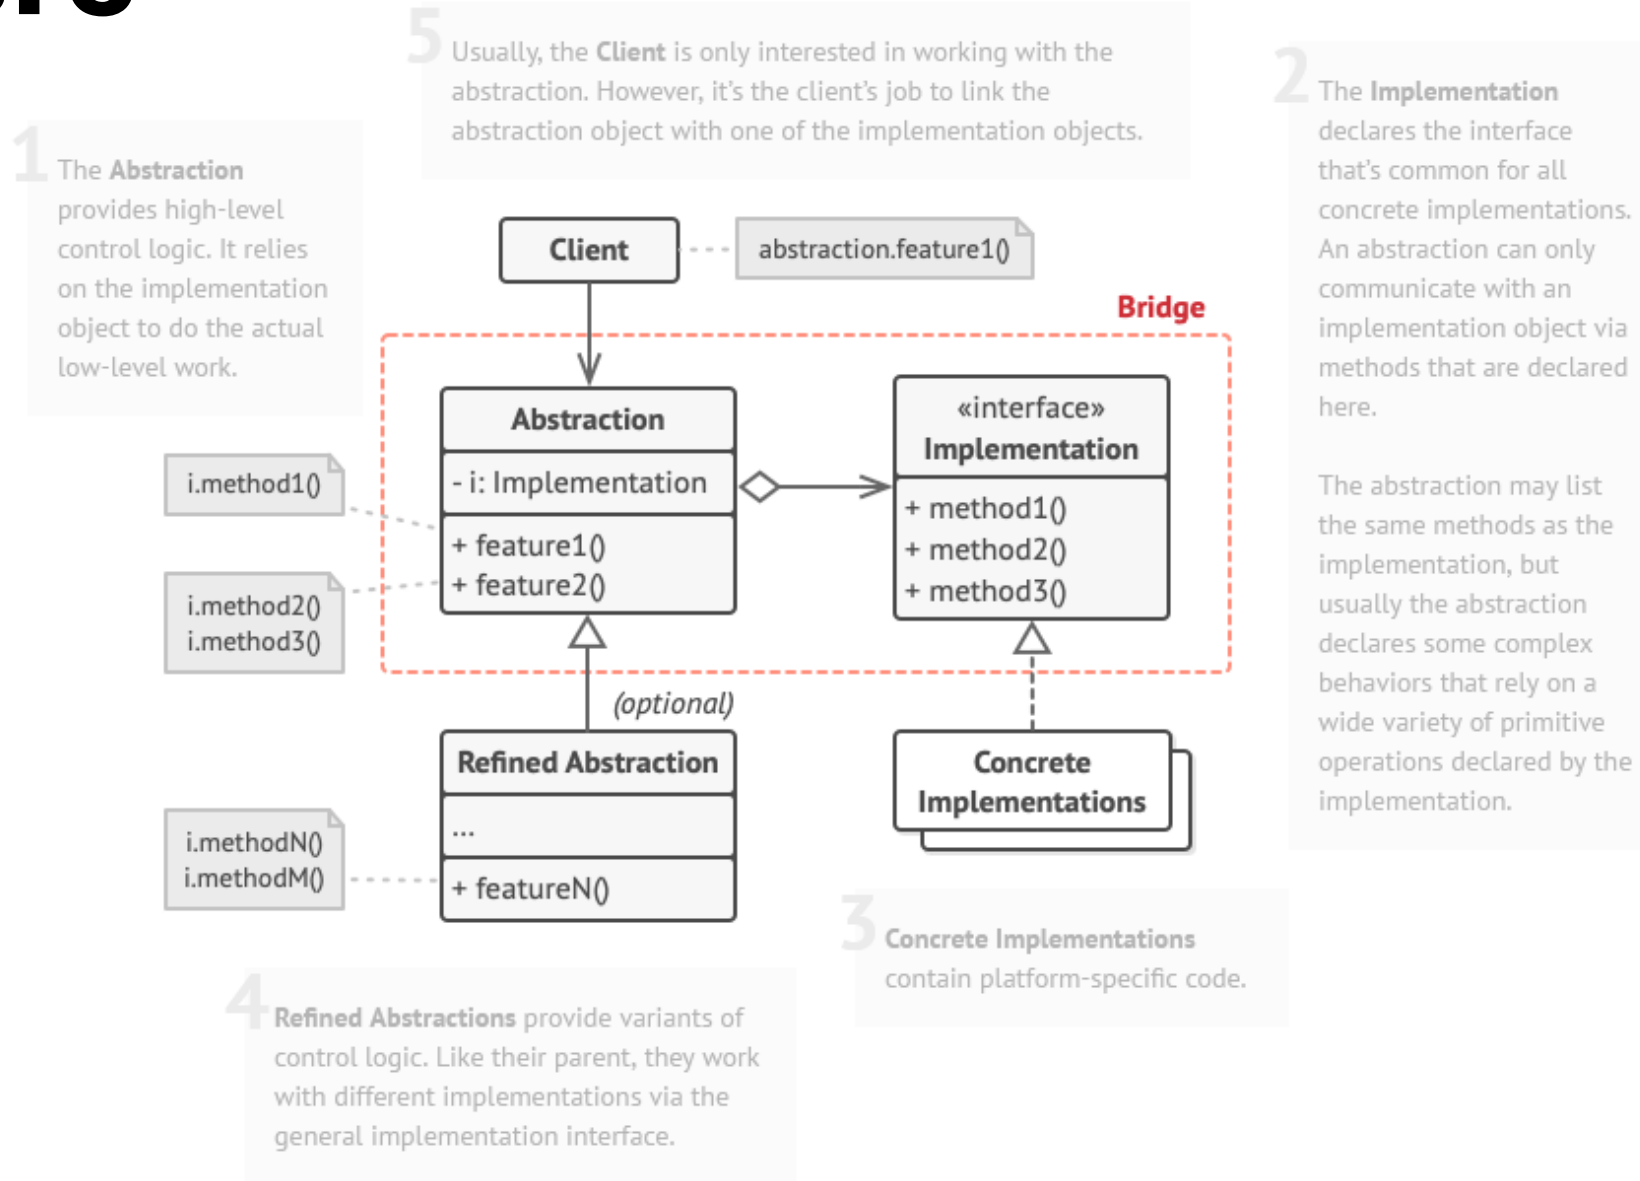 5
Usually, the Client is only interested in working with the
abstraction. However, it's the client's job to link the
abstraction object with one of the implementation objects.
1
The Abstraction
provides high-level
control logic. It relies
on the implementation
object to do the actual
low-level work.
2
The Implementation
declares the interface
that's common for all
concrete implementations.
An abstraction can only
communicate with an
implementation object via
methods that are declared
here.
The abstraction may list
the same methods as the
implementation, but
usually the abstraction
declares some complex
behaviors that rely on a
wide variety of primitive
operations declared by the
implementation.
Client
abstraction.feature1()
Bridge
Abstraction
- i: Implementation
+ feature1()
+ feature2()
i.method1()
i.method2()
i.method3()
«interface»
Implementation
+ method1()
+ method2()
+ method3()
(optional)
Refined Abstraction
...
+ featureN()
i.methodN()
i.methodM()
Concrete
Implementations
3
Concrete Implementations
contain platform-specific code.
4
Refined Abstractions provide variants of
control logic. Like their parent, they work
with different implementations via the
general implementation interface.